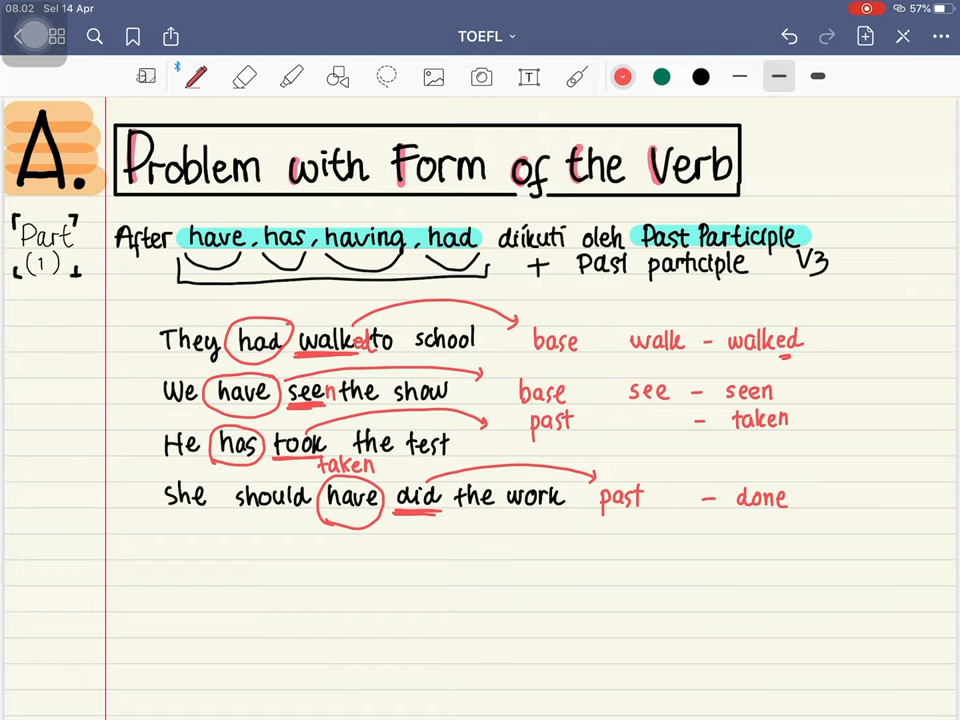 08.02 Sel 14 Apr
57%
TOEFL
T
A.
Problem with Form of the Verb
「Part」
(1)
After have, has, having, had diikuti oleh Past Participle
+ Past participle V3
They had walked to school base walk - walked
We have seen the show base see - seen
past - taken
He has took the test
taken
She should have did the work past - done